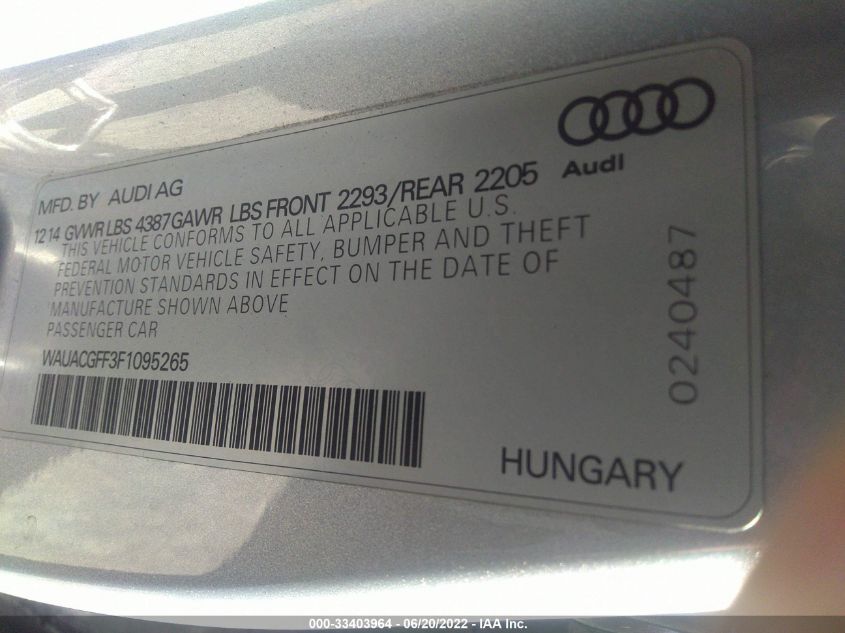 Audi
MFD. BY AUDI AG
12 14 GVWR LBS 4387 GAWR LBS FRONT 2293/REAR 2205
THIS VEHICLE CONFORMS TO ALL APPLICABLE U.S.
FEDERAL MOTOR VEHICLE SAFETY, BUMPER AND THEFT
PREVENTION STANDARDS IN EFFECT ON THE DATE OF
MANUFACTURE SHOWN ABOVE
PASSENGER CAR
WAUACGFF3F1095265
0240487
HUNGARY
000-33403964 - 06/20/2022 - IAA Inc.